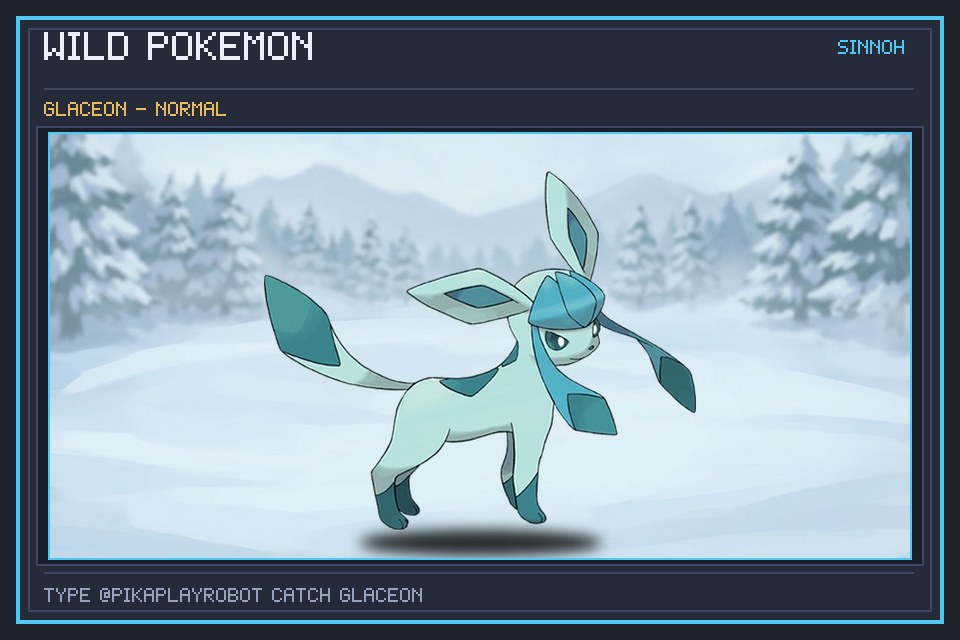 WILD POKEMON
SINNOH
GLACEON - NORMAL
TYPE @PIKAPLAYROBOT CATCH GLACEON